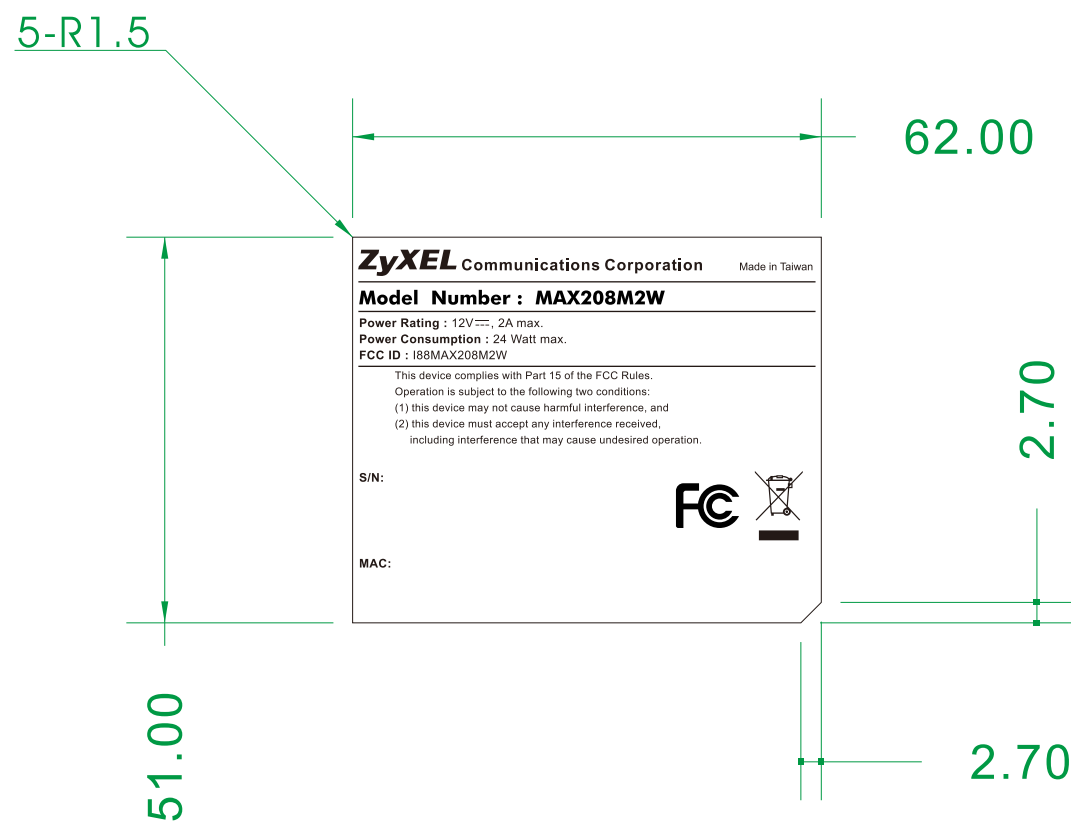 5-R1.5
62.00
ZyXEL Communications Corporation Made in Taiwan
Model Number : MAX208M2W
Power Rating : 12V⎓, 2A max.
Power Consumption : 24 Watt max.
FCC ID : I88MAX208M2W
This device complies with Part 15 of the FCC Rules.
Operation is subject to the following two conditions:
(1) this device may not cause harmful interference, and
(2) this device must accept any interference received,
including interference that may cause undesired operation.
2.70
S/N:
FC
MAC:
51.00
2.70